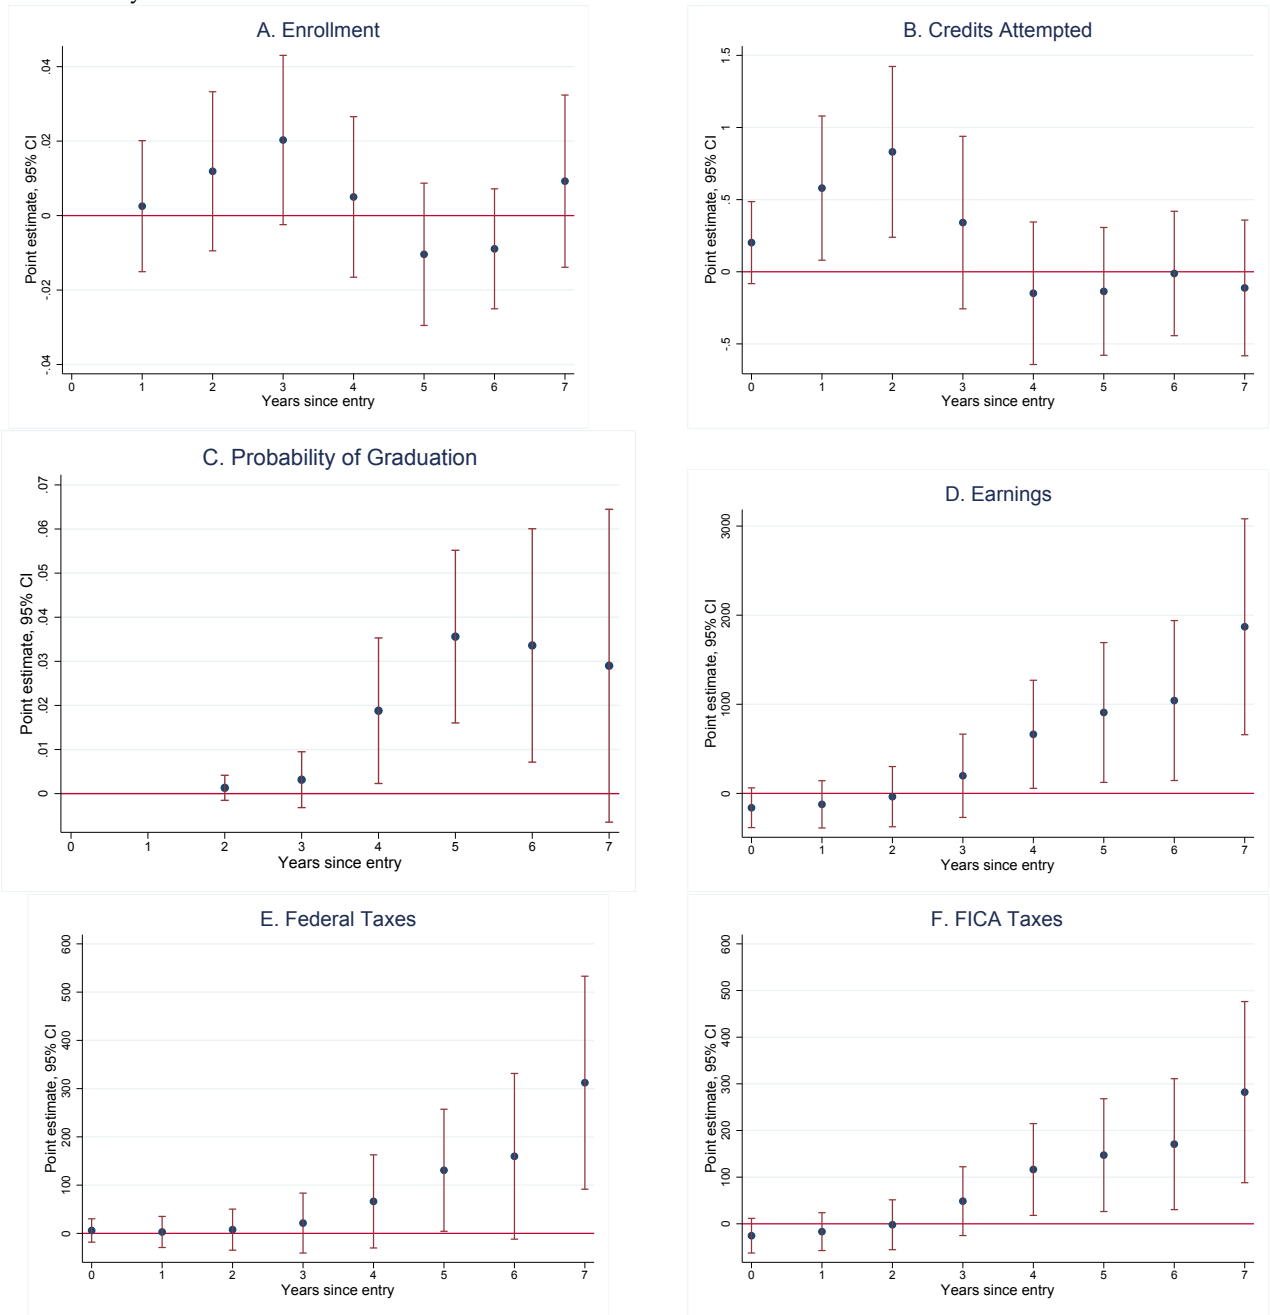 A. Enrollment
Point estimate, 95% CI
.04
.02
0
-.02
-.04
0 1 2 3 4 5 6 7
Years since entry
B. Credits Attempted
Point estimate, 95% CI
1.5
1
.5
0
-.5
0 1 2 3 4 5 6 7
Years since entry
C. Probability of Graduation
Point estimate, 95% CI
.07
.06
.05
.04
.03
.02
.01
0
0 1 2 3 4 5 6 7
Years since entry
D. Earnings
Point estimate, 95% CI
3000
2000
1000
0
0 1 2 3 4 5 6 7
Years since entry
E. Federal Taxes
Point estimate, 95% CI
600
500
400
300
200
100
0
0 1 2 3 4 5 6 7
Years since entry
F. FICA Taxes
Point estimate, 95% CI
600
500
400
300
200
100
0
0 1 2 3 4 5 6 7
Years since entry